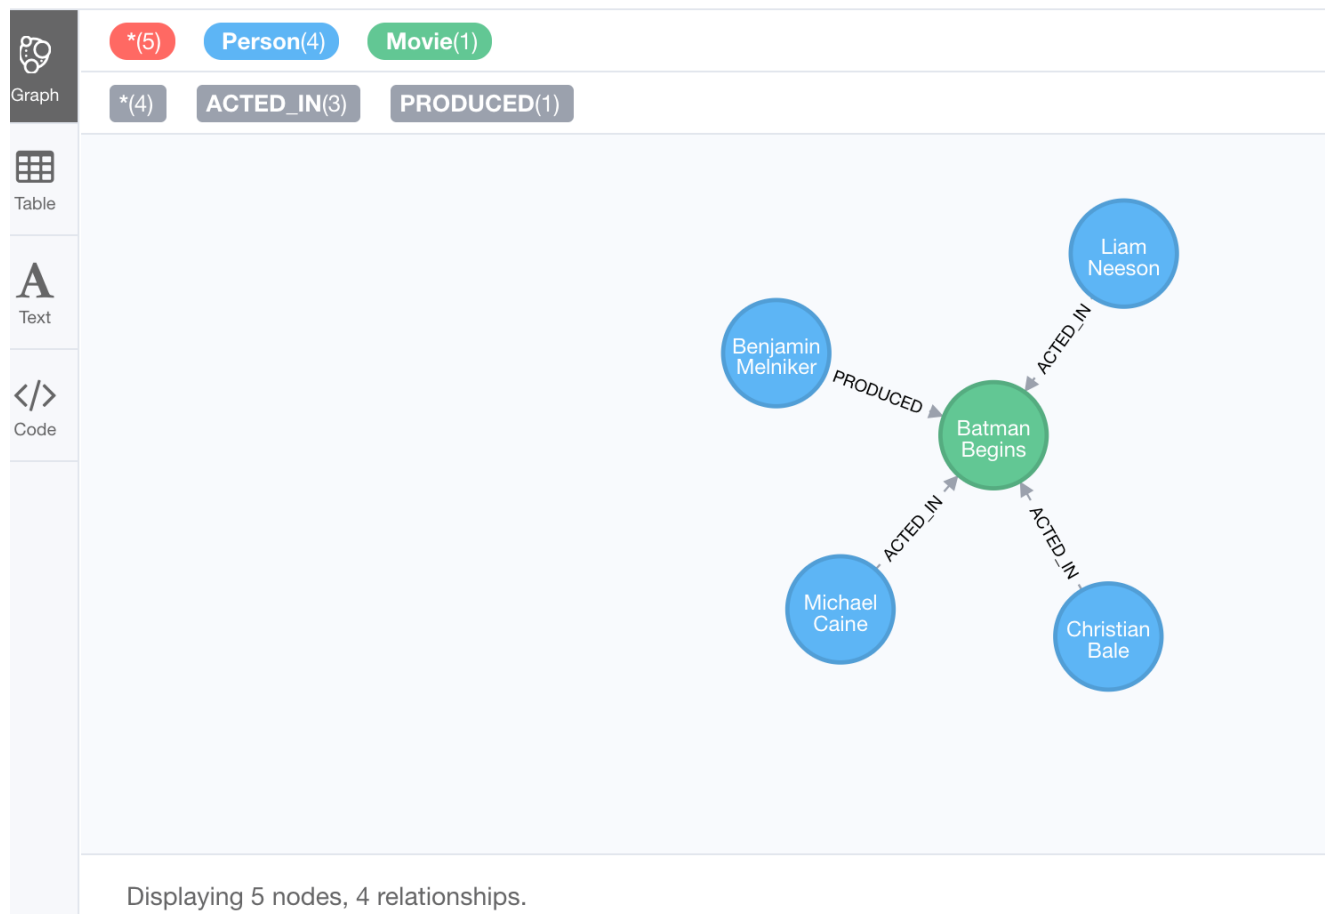 *(5) Person(4) Movie(1)
Graph
*(4) ACTED_IN(3) PRODUCED(1)
Table
Text
Code
Liam
Neeson
ACTED_IN
Benjamin
Melniker
PRODUCED
Batman
Begins
ACTED_IN
Michael
Caine
ACTED_IN
Christian
Bale
Displaying 5 nodes, 4 relationships.